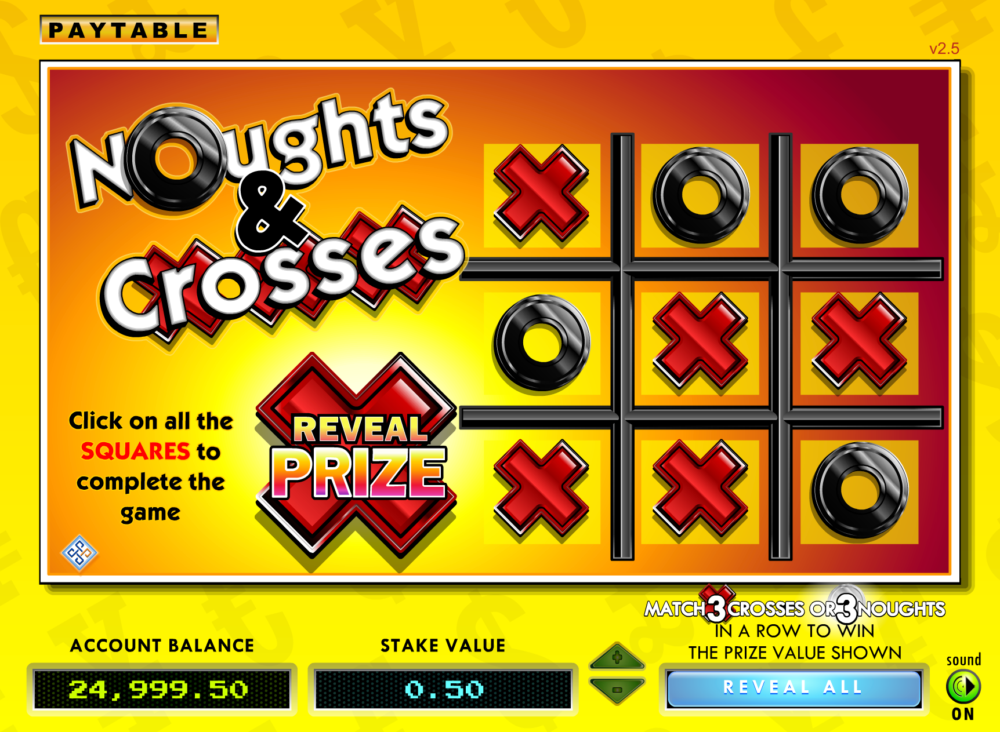 PAYTABLE
v2.5
Noughts
&
Crosses
REVEAL
PRIZE
Click on all the
SQUARES to
complete the
game
MATCH 3 CROSSES OR 3 NOUGHTS
IN A ROW TO WIN
THE PRIZE VALUE SHOWN
ACCOUNT BALANCE
STAKE VALUE
sound
24,999.50
0.50
+
-
REVEAL ALL
ON